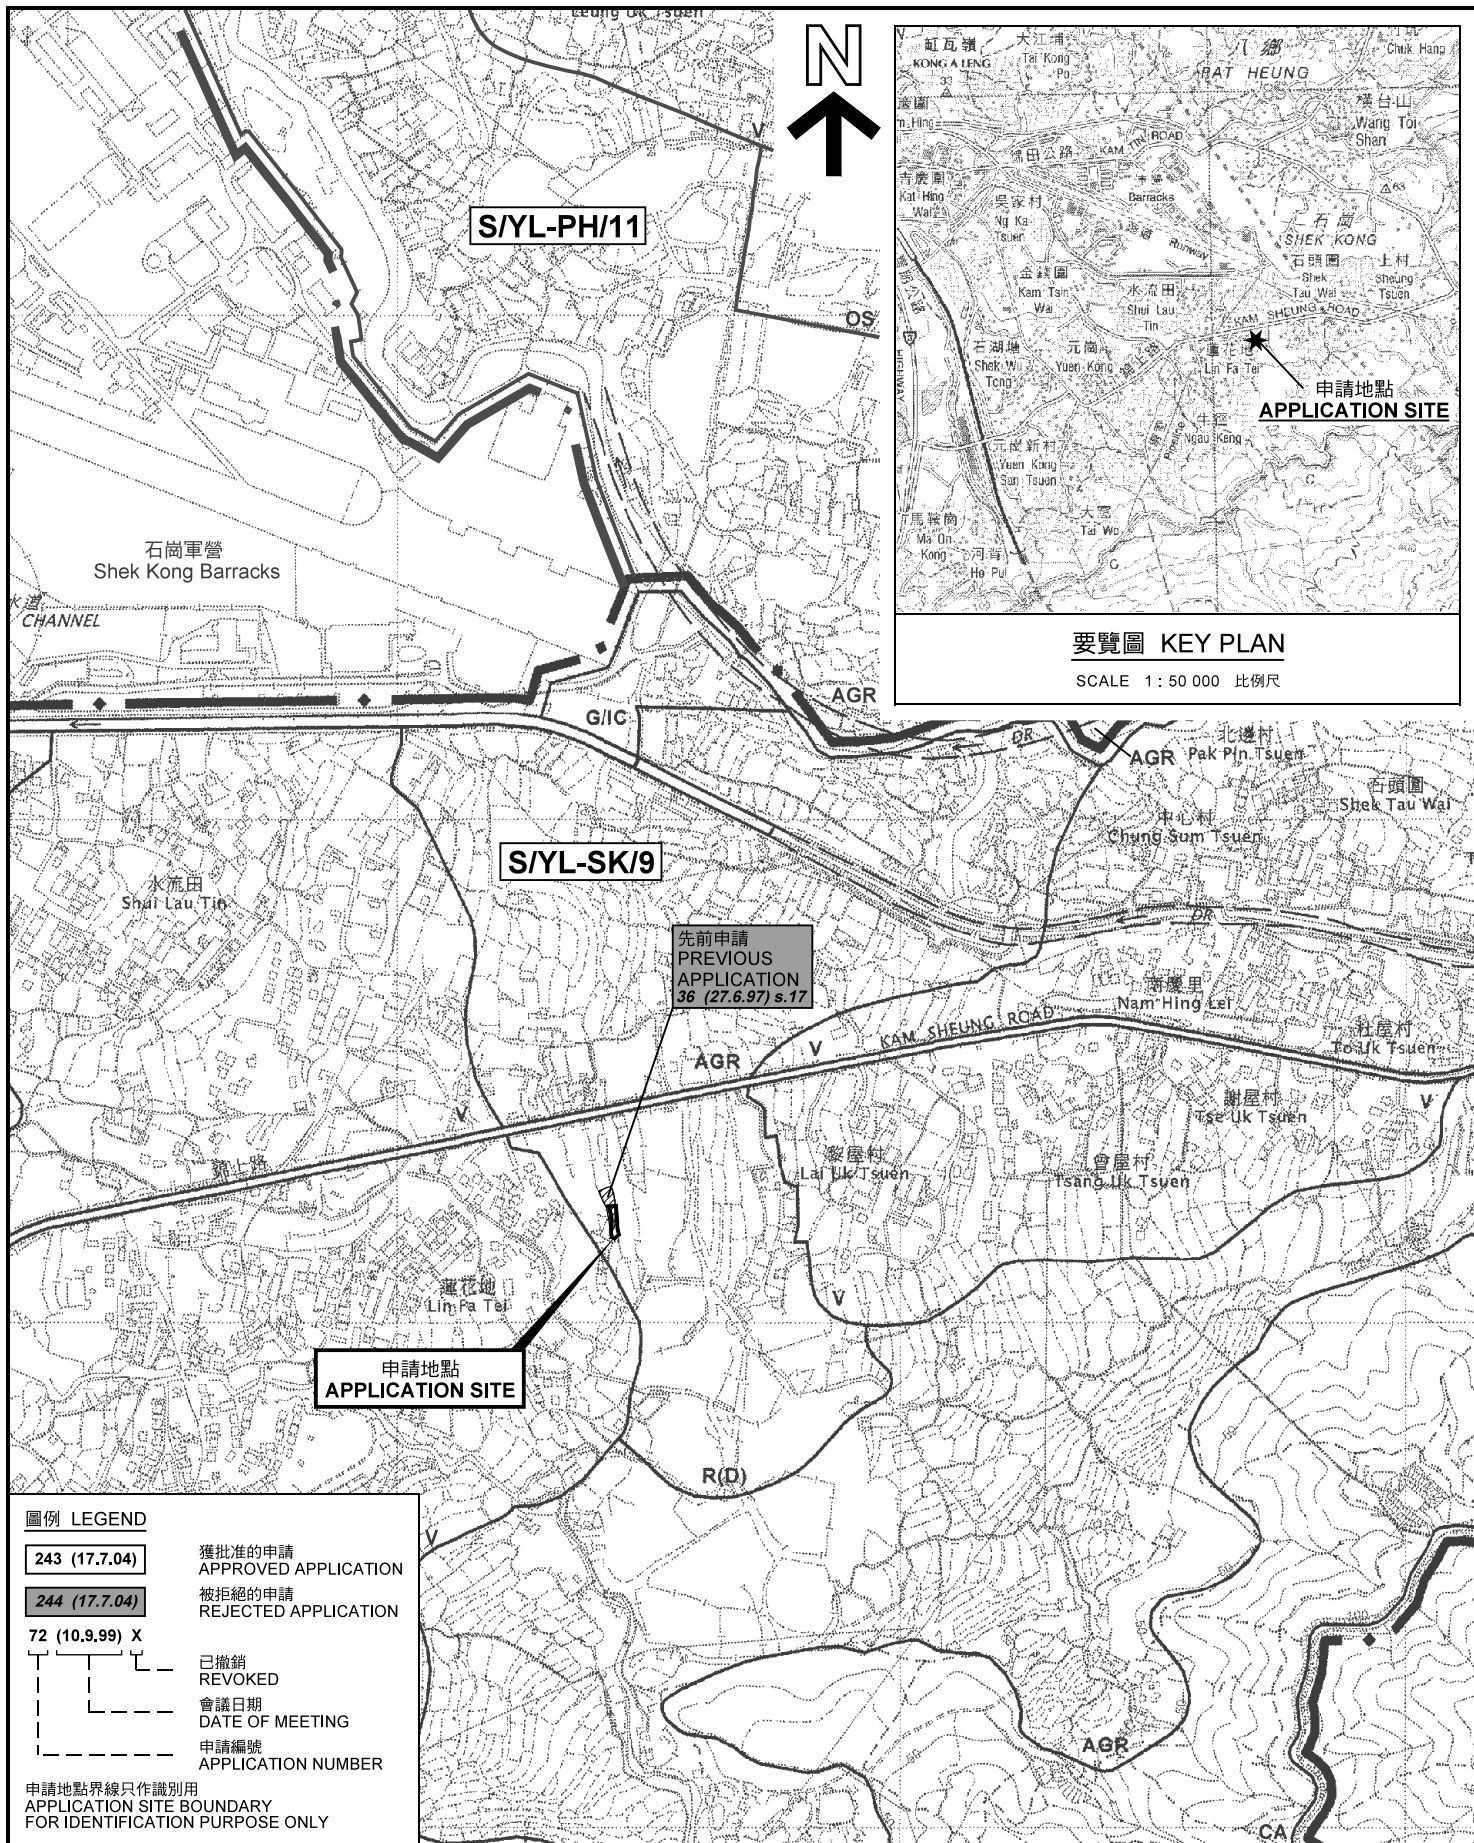 Leung Uk Tsuen
N
S/YL-PH/11
V
OS
石崗軍營
Shek Kong Barracks
水道
CHANNEL
G/IC
AGR
DR
AGR
北邊村
Pak Pin Tsuen
石頭圍
Shek Tau Wai
中心村
Chung Sum Tsuen
S/YL-SK/9
水流田
Shui Lau Tin
DR
先前申請
PREVIOUS
APPLICATION
36 (27.6.97) s.17
南慶里
Nam Hing Lei
KAM SHEUNG ROAD
杜屋村
To Uk Tsuen
AGR
V
V
謝屋村
Tse Uk Tsuen
V
錦上路
黎屋村
Lai Uk Tsuen
曾屋村
Tsang Uk Tsuen
蓮花地
Lin Fa Tei
V
申請地點
APPLICATION SITE
R(D)
V
AGR
CA
缸瓦嶺
KONG A LENG
大江埔
Tai Kong
Po
八鄉
PAT HEUNG
Chuk Hang
橫台山
Wang Toi
Shan
錦田公路
KAM TIN ROAD
吉慶圍
Kat Hing
Wai
吳家村
Ng Ka
Tsuen
Barracks
Runway
63
石崗
SHEK KONG
石頭圍
Shek
Tau Wai
上村
Sheung
Tsuen
金錢圍
Kam Tsin
Wai
水流田
Shui Lau
Tin
KAM SHEUNG ROAD
石湖塘
Shek Wu
Tong
元崗
Yuen Kong
蓮花地
Lin Fa Tei
HIGHWAY
申請地點
APPLICATION SITE
牛徑
Ngau Keng
元崗新村
Yuen Kong
San Tsuen
馬鞍崗
Ma On
Kong
大窩
Tai Wo
河背
Ho Pui
要覽圖 KEY PLAN
SCALE 1 : 50 000 比例尺
圖例 LEGEND
243 (17.7.04)
獲批准的申請
APPROVED APPLICATION
244 (17.7.04)
被拒絕的申請
REJECTED APPLICATION
72 (10.9.99) X
已撤銷
REVOKED
會議日期
DATE OF MEETING
申請編號
APPLICATION NUMBER
申請地點界線只作識別用
APPLICATION SITE BOUNDARY
FOR IDENTIFICATION PURPOSE ONLY